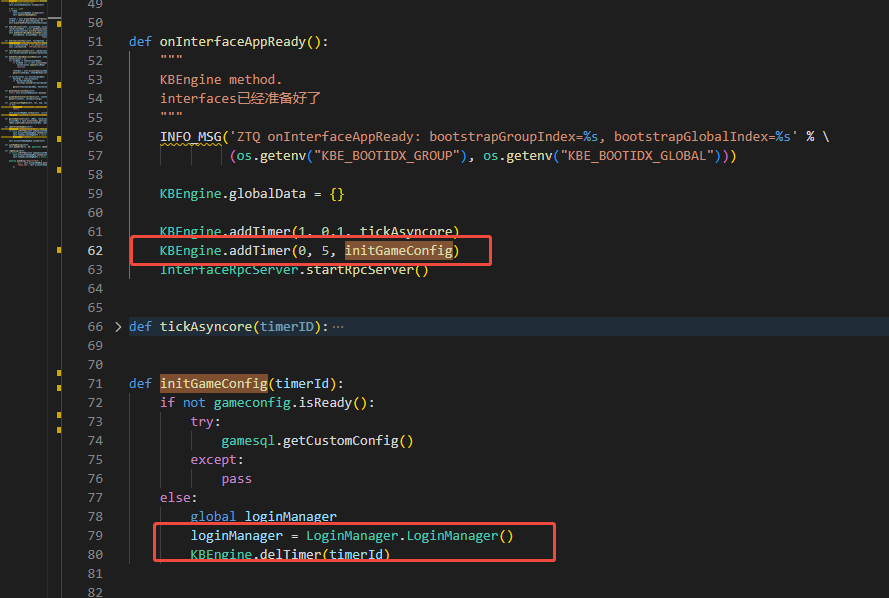 49
50
51 def onInterfaceAppReady():
52 """
53 KBEngine method.
54 interfaces已经准备好了
55 """
56 INFO_MSG('ZTQ onInterfaceAppReady: bootstrapGroupIndex=%s, bootstrapGlobalIndex=%s' % \
57 (os.getenv("KBE_BOOTIDX_GROUP"), os.getenv("KBE_BOOTIDX_GLOBAL")))
58
59 KBEngine.globalData = {}
60
61 KBEngine.addTimer(1, 0.1, tickAsyncore)
62 KBEngine.addTimer(0, 5, initGameConfig)
63 InterfaceRpcServer.startRpcServer()
64
65
66 def tickAsyncore(timerID):⋯
69
70
71 def initGameConfig(timerId):
72 if not gameconfig.isReady():
73 try:
74 gamesql.getCustomConfig()
75 except:
76 pass
77 else:
78 global loginManager
79 loginManager = LoginManager.LoginManager()
80 KBEngine.delTimer(timerId)
81
82